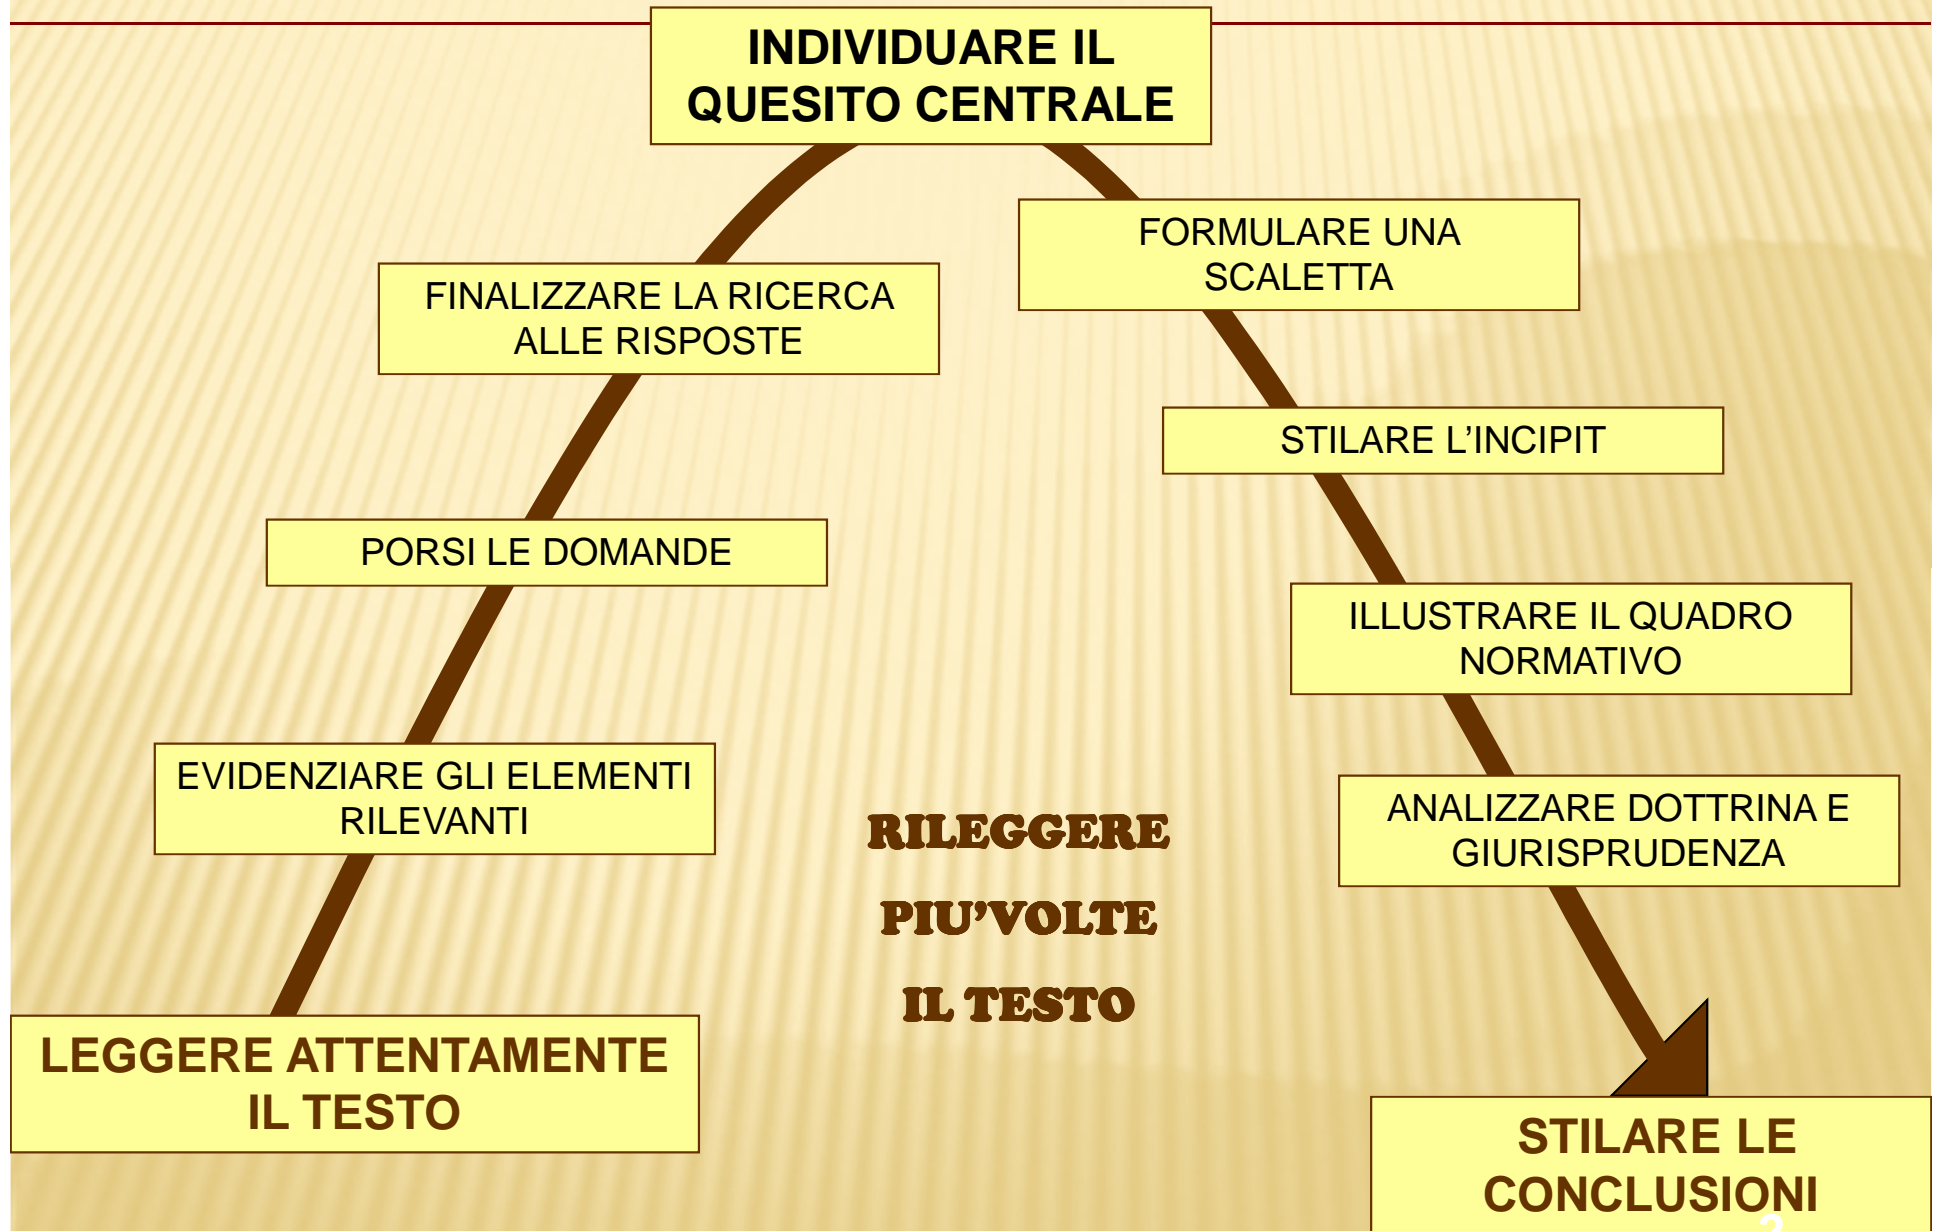 INDIVIDUARE IL
QUESITO CENTRALE
FORMULARE UNA
SCALETTA
FINALIZZARE LA RICERCA
ALLE RISPOSTE
STILARE L'INCIPIT
PORSI LE DOMANDE
ILLUSTRARE IL QUADRO
NORMATIVO
EVIDENZIARE GLI ELEMENTI
RILEVANTI
ANALIZZARE DOTTRINA E
GIURISPRUDENZA
RILEGGERE
PIU'VOLTE
IL TESTO
LEGGERE ATTENTAMENTE
IL TESTO
STILARE LE
CONCLUSIONI